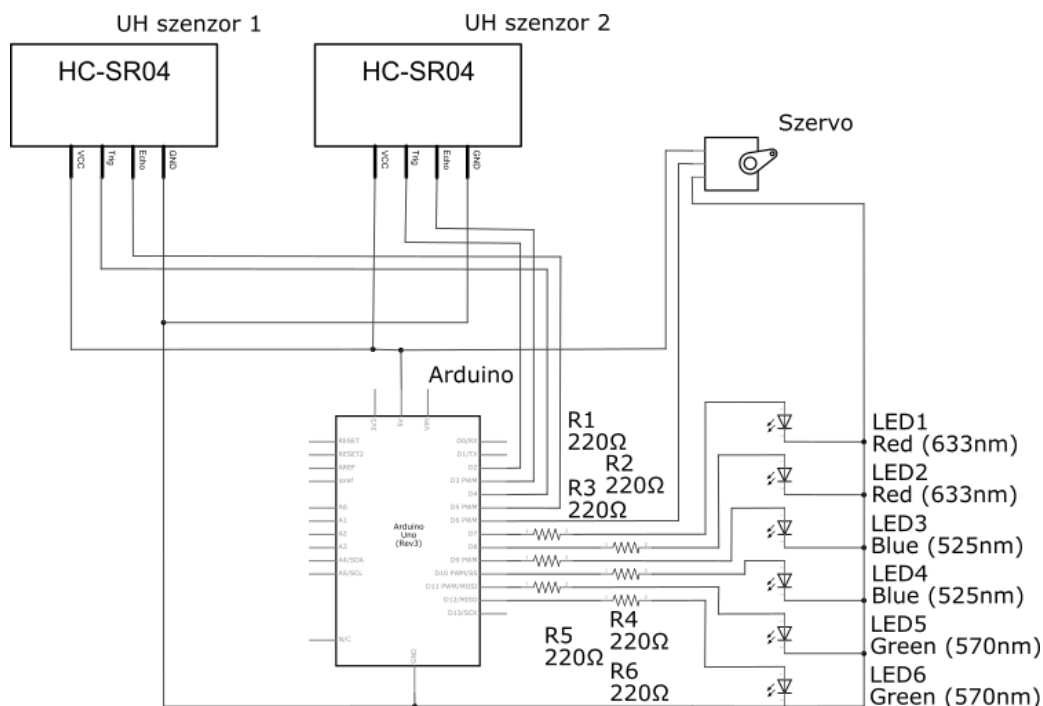 UH szenzor 1
UH szenzor 2
HC-SR04
HC-SR04
VCC
Trig
Echo
GND
VCC
Trig
Echo
GND
Szervo
Arduino
3V3
5V
VIN
RESET
RESET2
AREF
ioref
A0
A1
A2
A3
A4/SDA
A5/SCL
N/C
Arduino
Uno
(Rev3)
D0/RX
D1/TX
D2
D3 PWM
D4
D5 PWM
D6 PWM
D7
D8
D9 PWM
D10 PWM/SS
D11 PWM/MOSI
D12/MISO
D13/SCK
GND
R1
220Ω
R2
220Ω
R3
220Ω
R4
220Ω
R5
220Ω
R6
220Ω
LED1
Red (633nm)
LED2
Red (633nm)
LED3
Blue (525nm)
LED4
Blue (525nm)
LED5
Green (570nm)
LED6
Green (570nm)